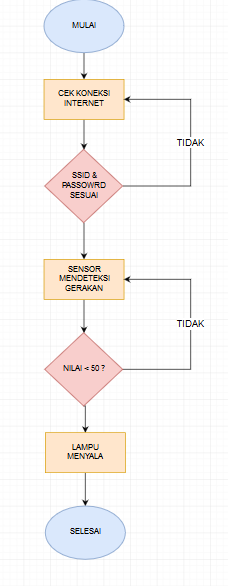 MULAI
CEK KONEKSI
INTERNET
TIDAK
SSID &
PASSOWRD
SESUAI
SENSOR
MENDETEKSI
GERAKAN
TIDAK
NILAI < 50 ?
LAMPU
MENYALA
SELESAI